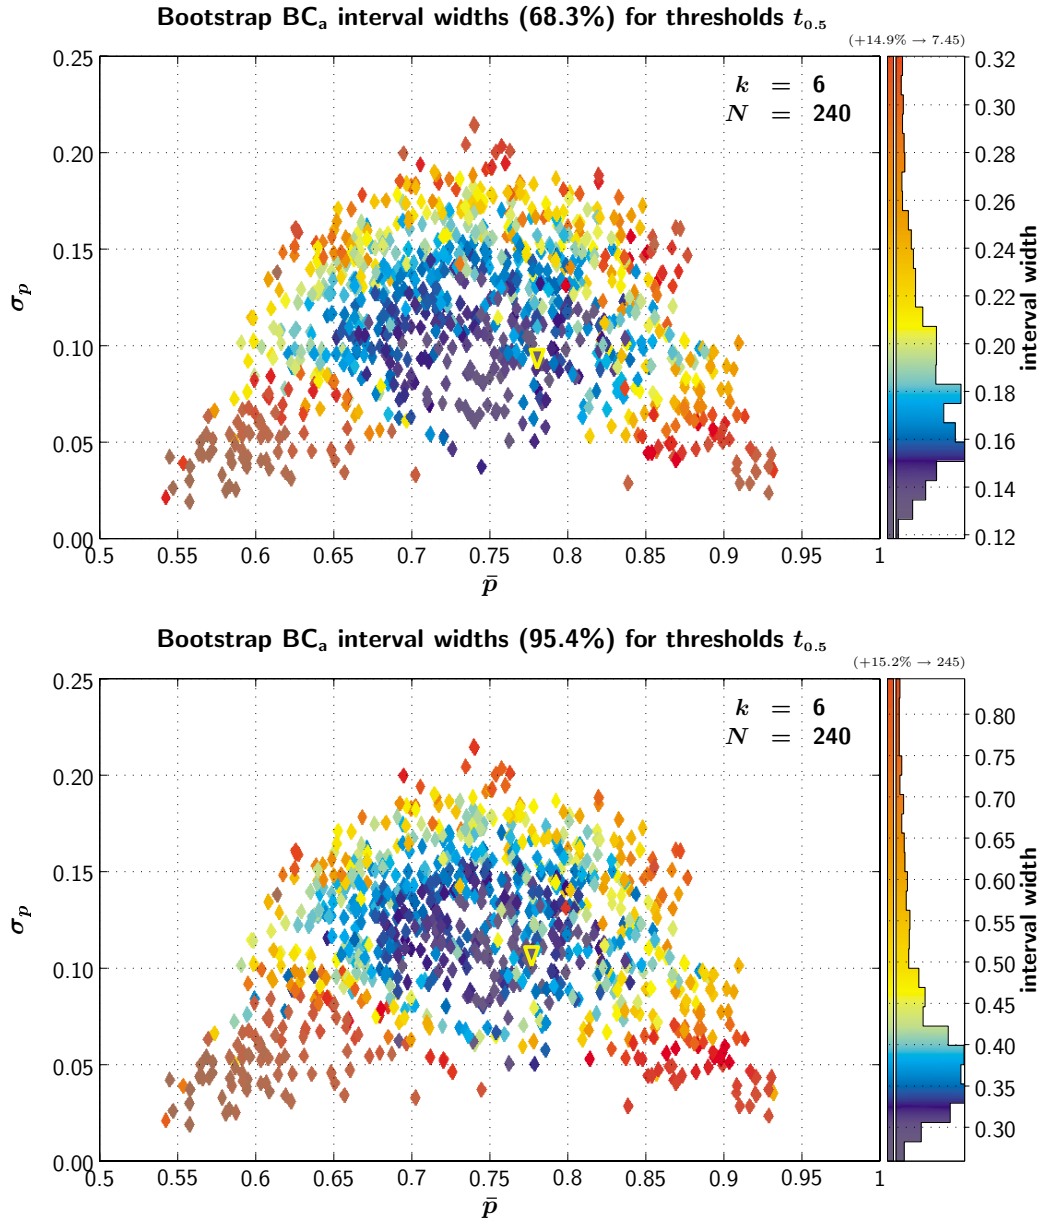 Bootstrap BCa interval widths (68.3%) for thresholds t0.5
(+14.9% → 7.45)
k = 6
N = 240
0.25
0.20
0.15
0.10
0.05
0.00
σp
0.5 0.55 0.6 0.65 0.7 0.75 0.8 0.85 0.9 0.95 1
p̄
0.32
0.30
0.28
0.26
0.24
0.22
0.20
0.18
0.16
0.14
0.12
interval width
Bootstrap BCa interval widths (95.4%) for thresholds t0.5
(+15.2% → 245)
k = 6
N = 240
0.25
0.20
0.15
0.10
0.05
0.00
σp
0.5 0.55 0.6 0.65 0.7 0.75 0.8 0.85 0.9 0.95 1
p̄
0.80
0.70
0.60
0.55
0.50
0.45
0.40
0.35
0.30
interval width